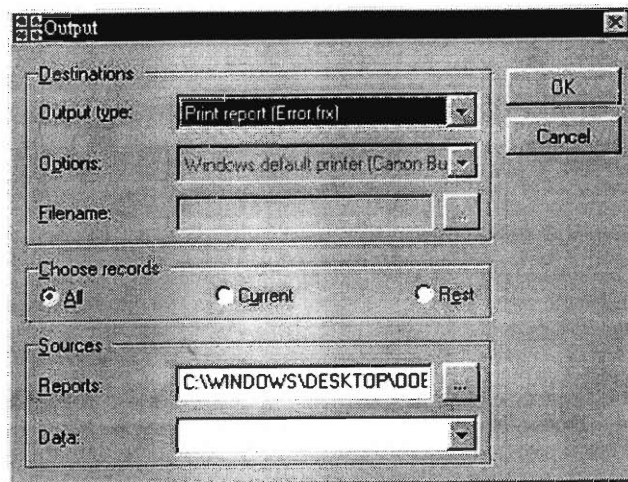 Output
Destinations
Output type: Print report (Error.frx)
OK
Cancel
Options: Windows default printer (Canon Bu
Filename: ...
Choose records
All Current Rest
Sources
Reports: C:\WINDOWS\DESKTOP\OOE ...
Data: